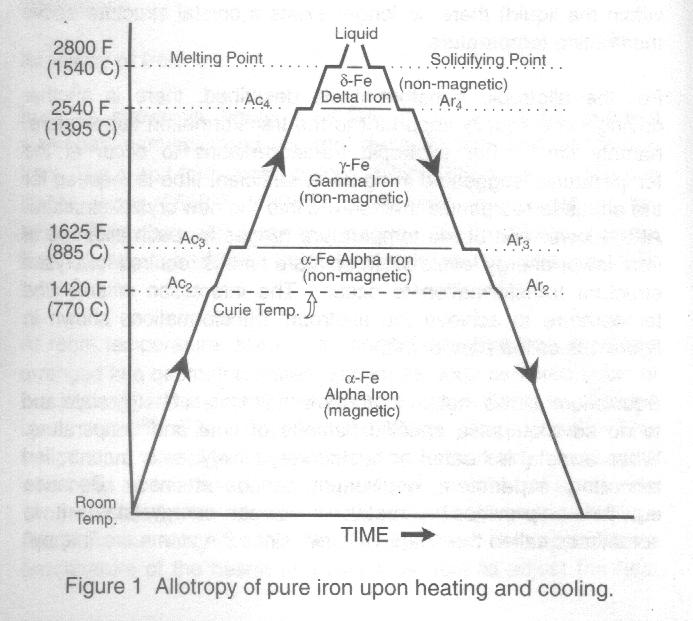 Liquid
2800 F
(1540 C)
Melting Point
Solidifying Point
δ-Fe
Delta Iron
(non-magnetic)
2540 F
(1395 C)
Ac4
Ar4
γ-Fe
Gamma Iron
(non-magnetic)
1625 F
(885 C)
Ac3
Ar3
α-Fe Alpha Iron
(non-magnetic)
Ac2
Ar2
1420 F
(770 C)
Curie Temp.
α-Fe
Alpha Iron
(magnetic)
Room
Temp.
TIME
Figure 1 Allotropy of pure iron upon heating and cooling.